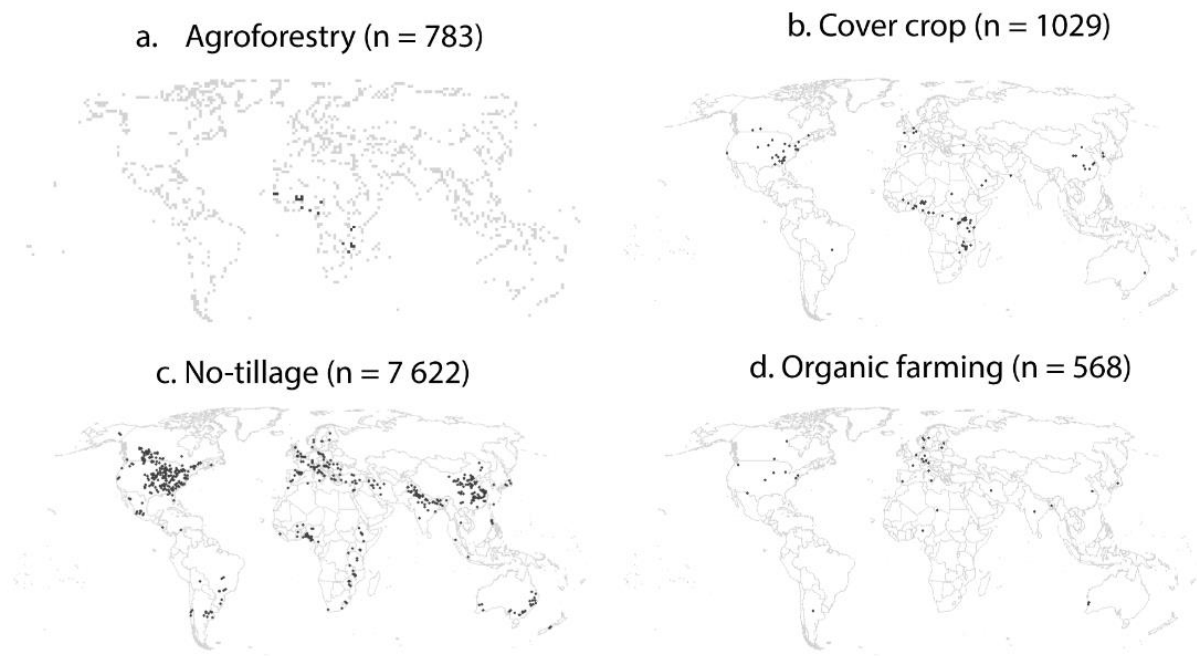 a. Agroforestry (n = 783)
b. Cover crop (n = 1029)
c. No-tillage (n = 7 622)
d. Organic farming (n = 568)